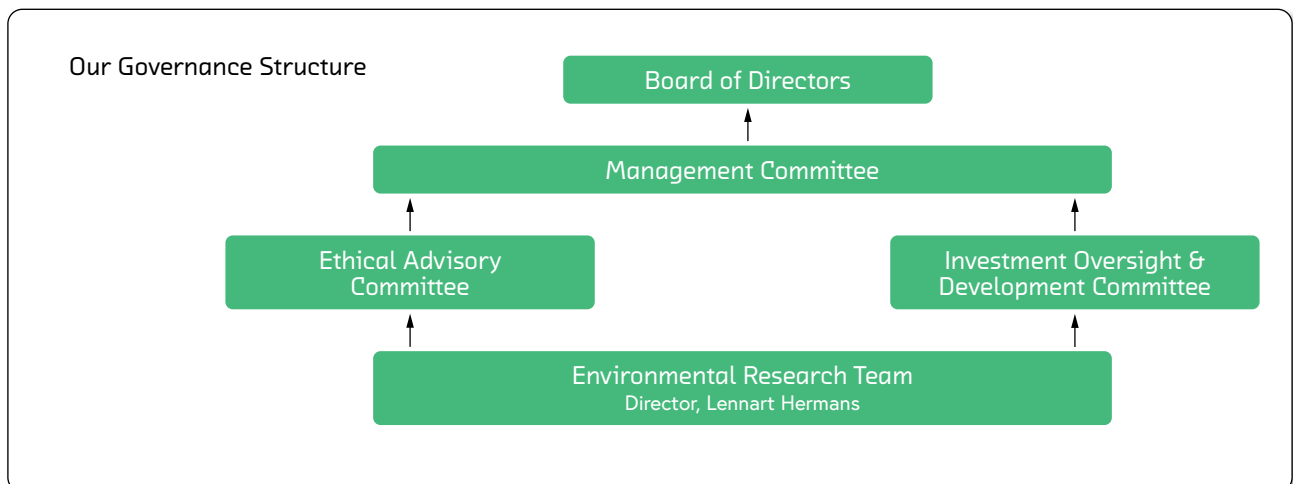 Our Governance Structure
Board of Directors
Management Committee
Ethical Advisory
Committee
Investment Oversight &
Development Committee
Environmental Research Team
Director, Lennart Hermans